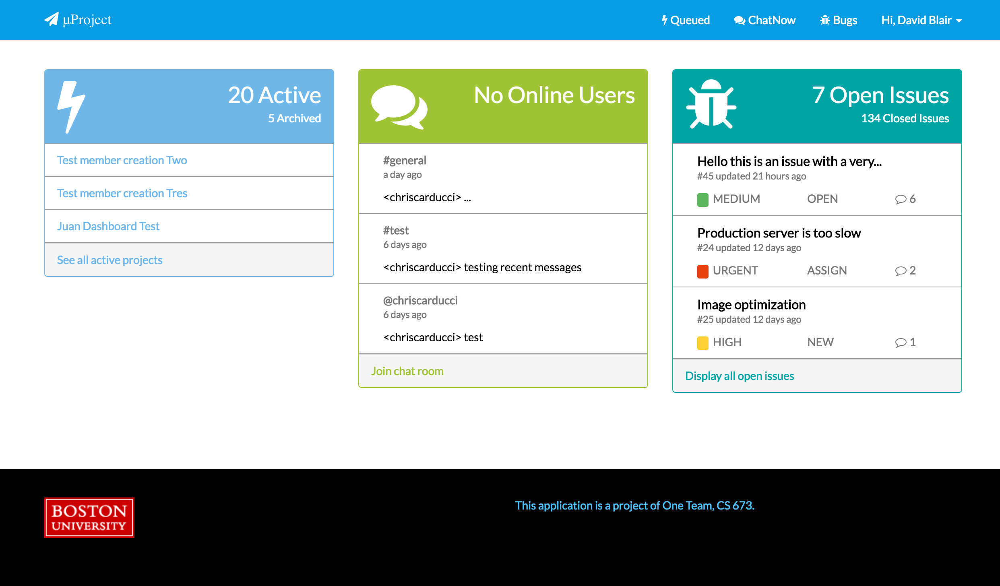 μProject
Queued
ChatNow
Bugs
Hi, David Blair
20 Active
5 Archived
Test member creation Two
Test member creation Tres
Juan Dashboard Test
See all active projects
No Online Users
#general
a day ago
<chriscarducci> ...
#test
6 days ago
<chriscarducci> testing recent messages
@chriscarducci
6 days ago
<chriscarducci> test
Join chat room
7 Open Issues
134 Closed Issues
Hello this is an issue with a very...
#45 updated 21 hours ago
MEDIUM OPEN 6
Production server is too slow
#24 updated 12 days ago
URGENT ASSIGN 2
Image optimization
#25 updated 12 days ago
HIGH NEW 1
Display all open issues
BOSTON
UNIVERSITY
This application is a project of One Team, CS 673.